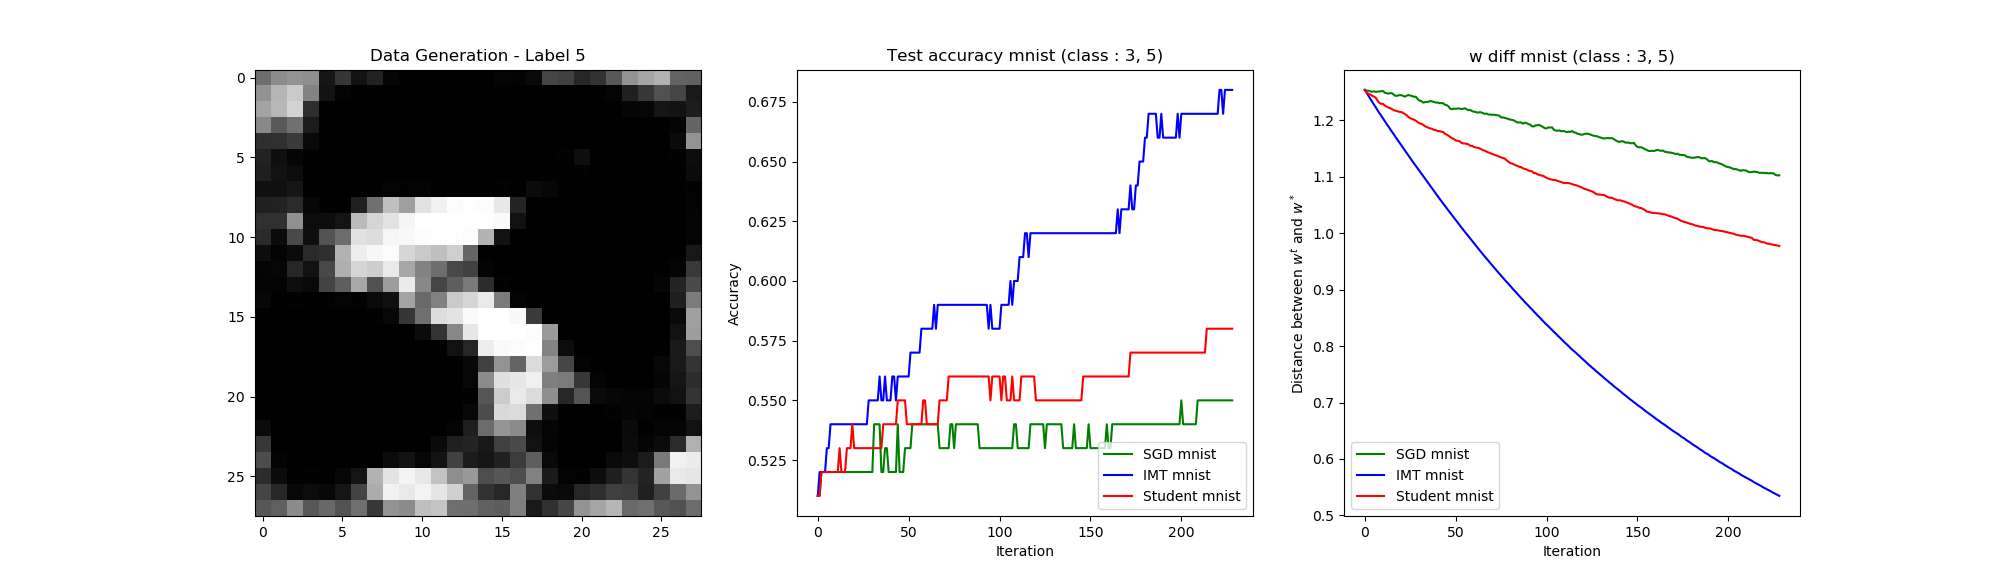 Data Generation - Label 5
0
5
10
15
20
25
0 5 10 15 20 25
Test accuracy mnist (class : 3, 5)
Accuracy
0.675
0.650
0.625
0.600
0.575
0.550
0.525
SGD mnist
IMT mnist
Student mnist
0 50 100 150 200
Iteration
w diff mnist (class : 3, 5)
Distance between w^t and w^*
1.2
1.1
1.0
0.9
0.8
0.7
0.6
0.5
SGD mnist
IMT mnist
Student mnist
0 50 100 150 200
Iteration